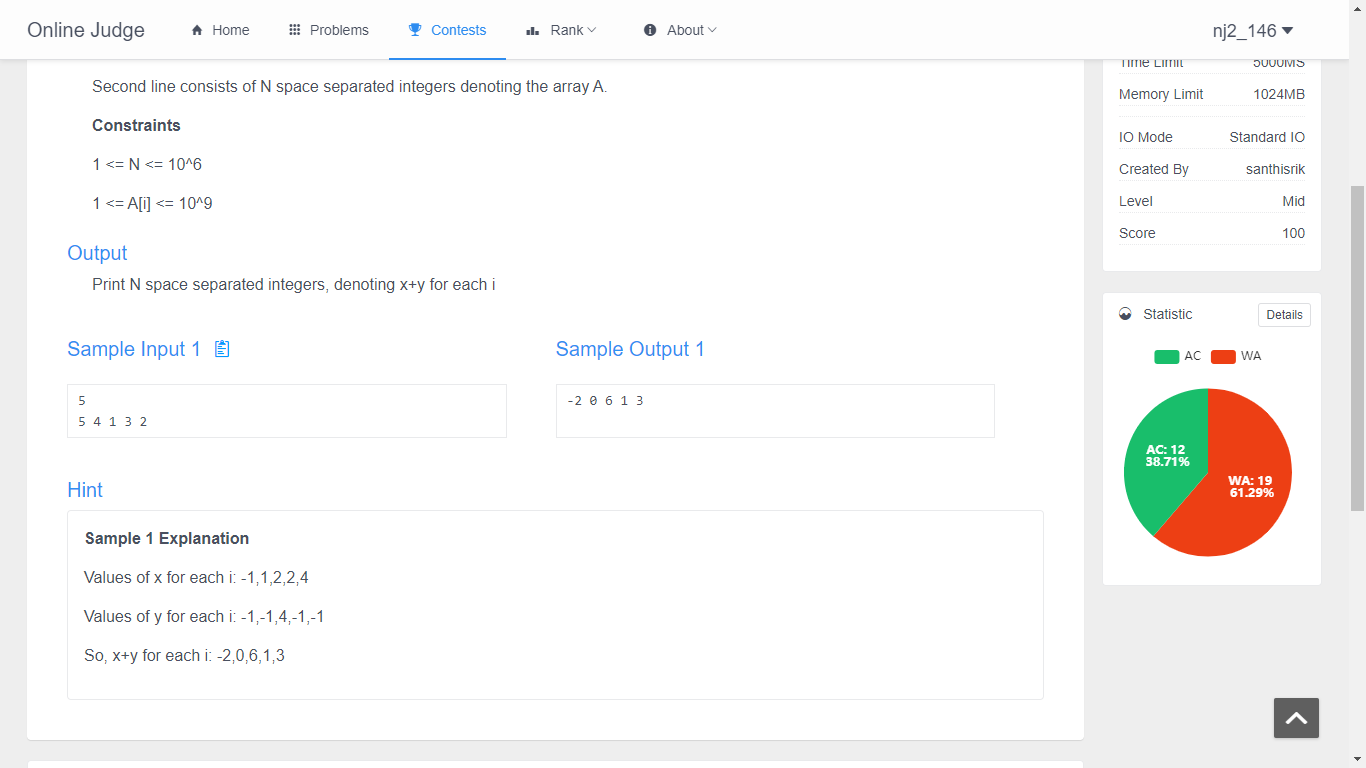 Online Judge
Home
Problems
Contests
Rank
About
nj2_146
Second line consists of N space separated integers denoting the array A.
Constraints
1 <= N <= 10^6
1 <= A[i] <= 10^9
Output
Print N space separated integers, denoting x+y for each i
Sample Input 1
Sample Output 1
5
5 4 1 3 2
-2 0 6 1 3
Hint
Sample 1 Explanation
Values of x for each i: -1,1,2,2,4
Values of y for each i: -1,-1,4,-1,-1
So, x+y for each i: -2,0,6,1,3
Time Limit 5000MS
Memory Limit 1024MB
IO Mode Standard IO
Created By santhisrik
Level Mid
Score 100
Statistic
Details
AC WA
AC: 12
38.71%
WA: 19
61.29%